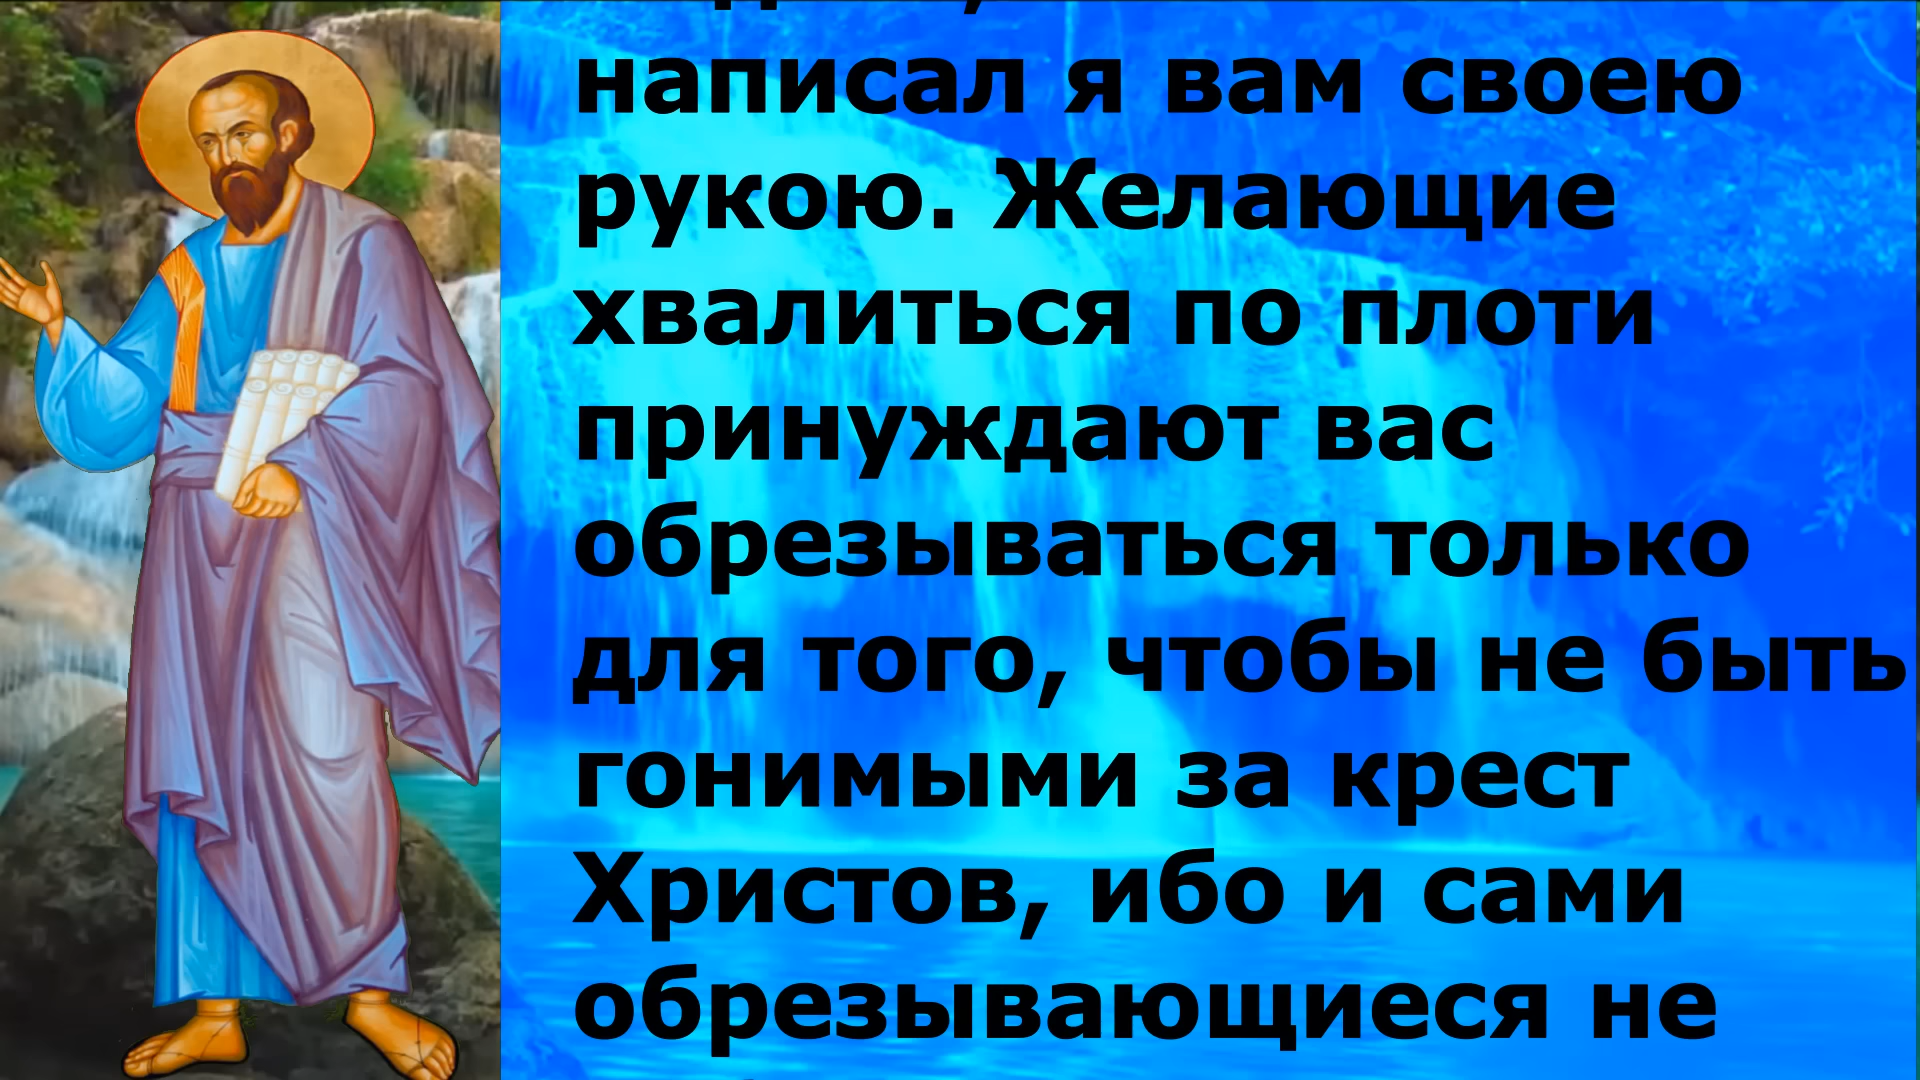 написал я вам своею
рукою. Желающие
хвалиться по плоти
принуждают вас
обрезываться только
для того, чтобы не быть
гонимыми за крест
Христов, ибо и сами
обрезывающиеся не